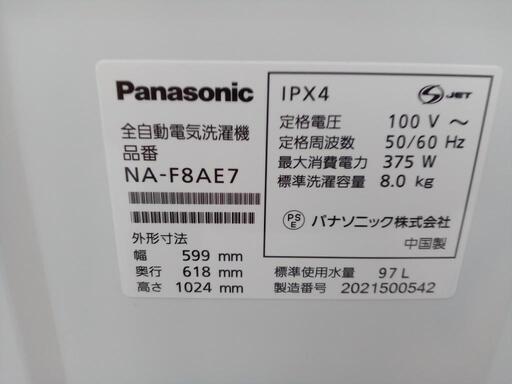 Panasonic
全自動電気洗濯機
品番
NA-F8AE7
外形寸法
幅 599 mm
奥行 618 mm
高さ 1024 mm
IPX4
S JET
定格電圧 100 V ～
定格周波数 50/60 Hz
最大消費電力 375 W
標準洗濯容量 8.0 kg
PS E パナソニック株式会社
中国製
標準使用水量 97 L
製造番号 2021500542